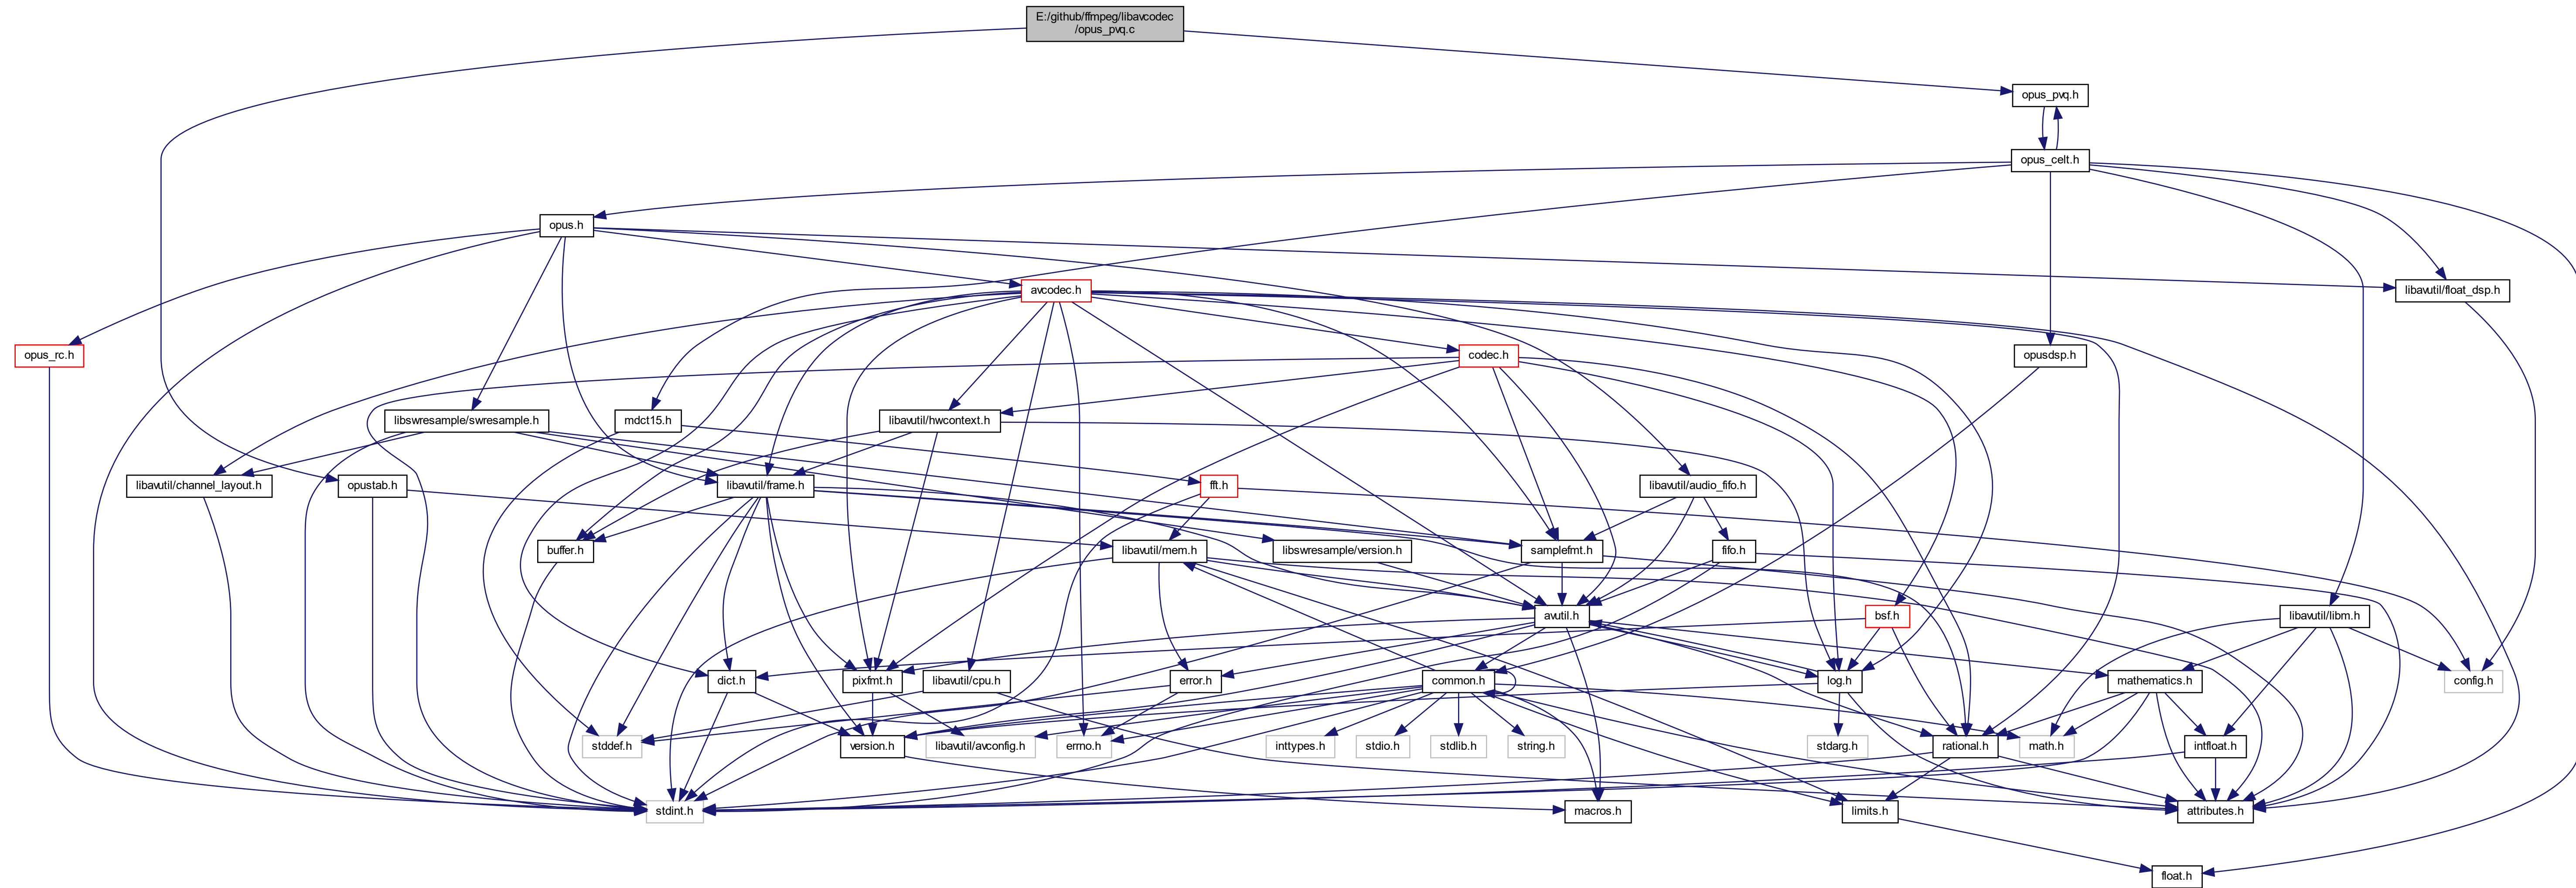 E:/github/ffmpeg/libavcodec
/opus_pvq.c
opus_pvq.h
opus_celt.h
opus.h
avcodec.h
libavutil/float_dsp.h
opus_rc.h
codec.h
opusdsp.h
libswresample/swresample.h
mdct15.h
libavutil/hwcontext.h
libavutil/channel_layout.h
opustab.h
libavutil/frame.h
fft.h
libavutil/audio_fifo.h
buffer.h
libavutil/mem.h
libswresample/version.h
samplefmt.h
fifo.h
avutil.h
bsf.h
libavutil/libm.h
dict.h
pixfmt.h
libavutil/cpu.h
error.h
common.h
log.h
mathematics.h
config.h
stddef.h
version.h
libavutil/avconfig.h
errno.h
inttypes.h
stdio.h
stdlib.h
string.h
stdarg.h
rational.h
math.h
intfloat.h
stdint.h
macros.h
limits.h
attributes.h
float.h